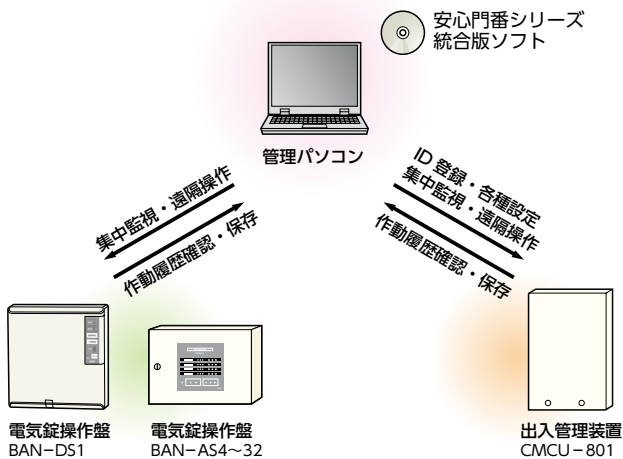 安心門番シリーズ
統合版ソフト
管理パソコン
集中監視・遠隔操作
作動履歴確認・保存
ID 登録・各種設定
集中監視・遠隔操作
作動履歴確認・保存
電気錠操作盤
BAN−DS1
電気錠操作盤
BAN−AS4〜32
出入管理装置
CMCU−801